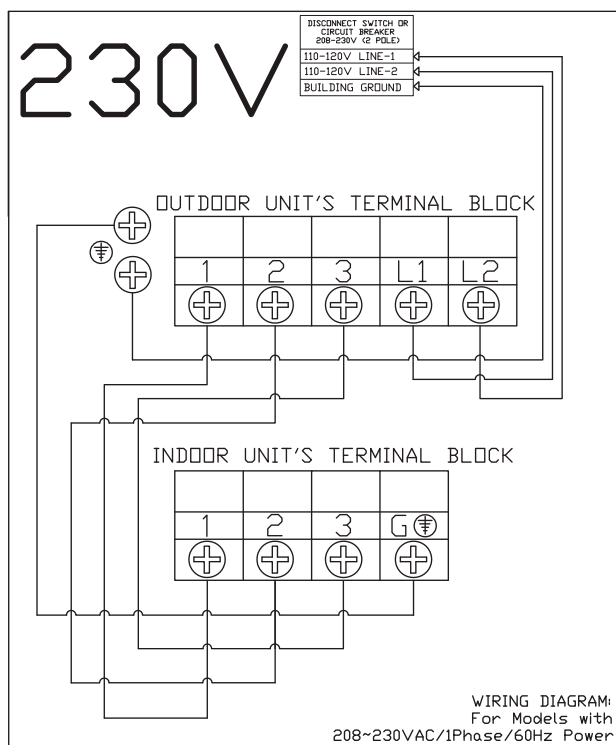 230V
DISCONNECT SWITCH OR
CIRCUIT BREAKER
208-230V (2 POLE)
110-120V LINE-1
110-120V LINE-2
BUILDING GROUND
OUTDOOR UNIT'S TERMINAL BLOCK
1 2 3 L1 L2
INDOOR UNIT'S TERMINAL BLOCK
1 2 3 G
WIRING DIAGRAM:
For Models with
208~230VAC/1Phase/60Hz Power